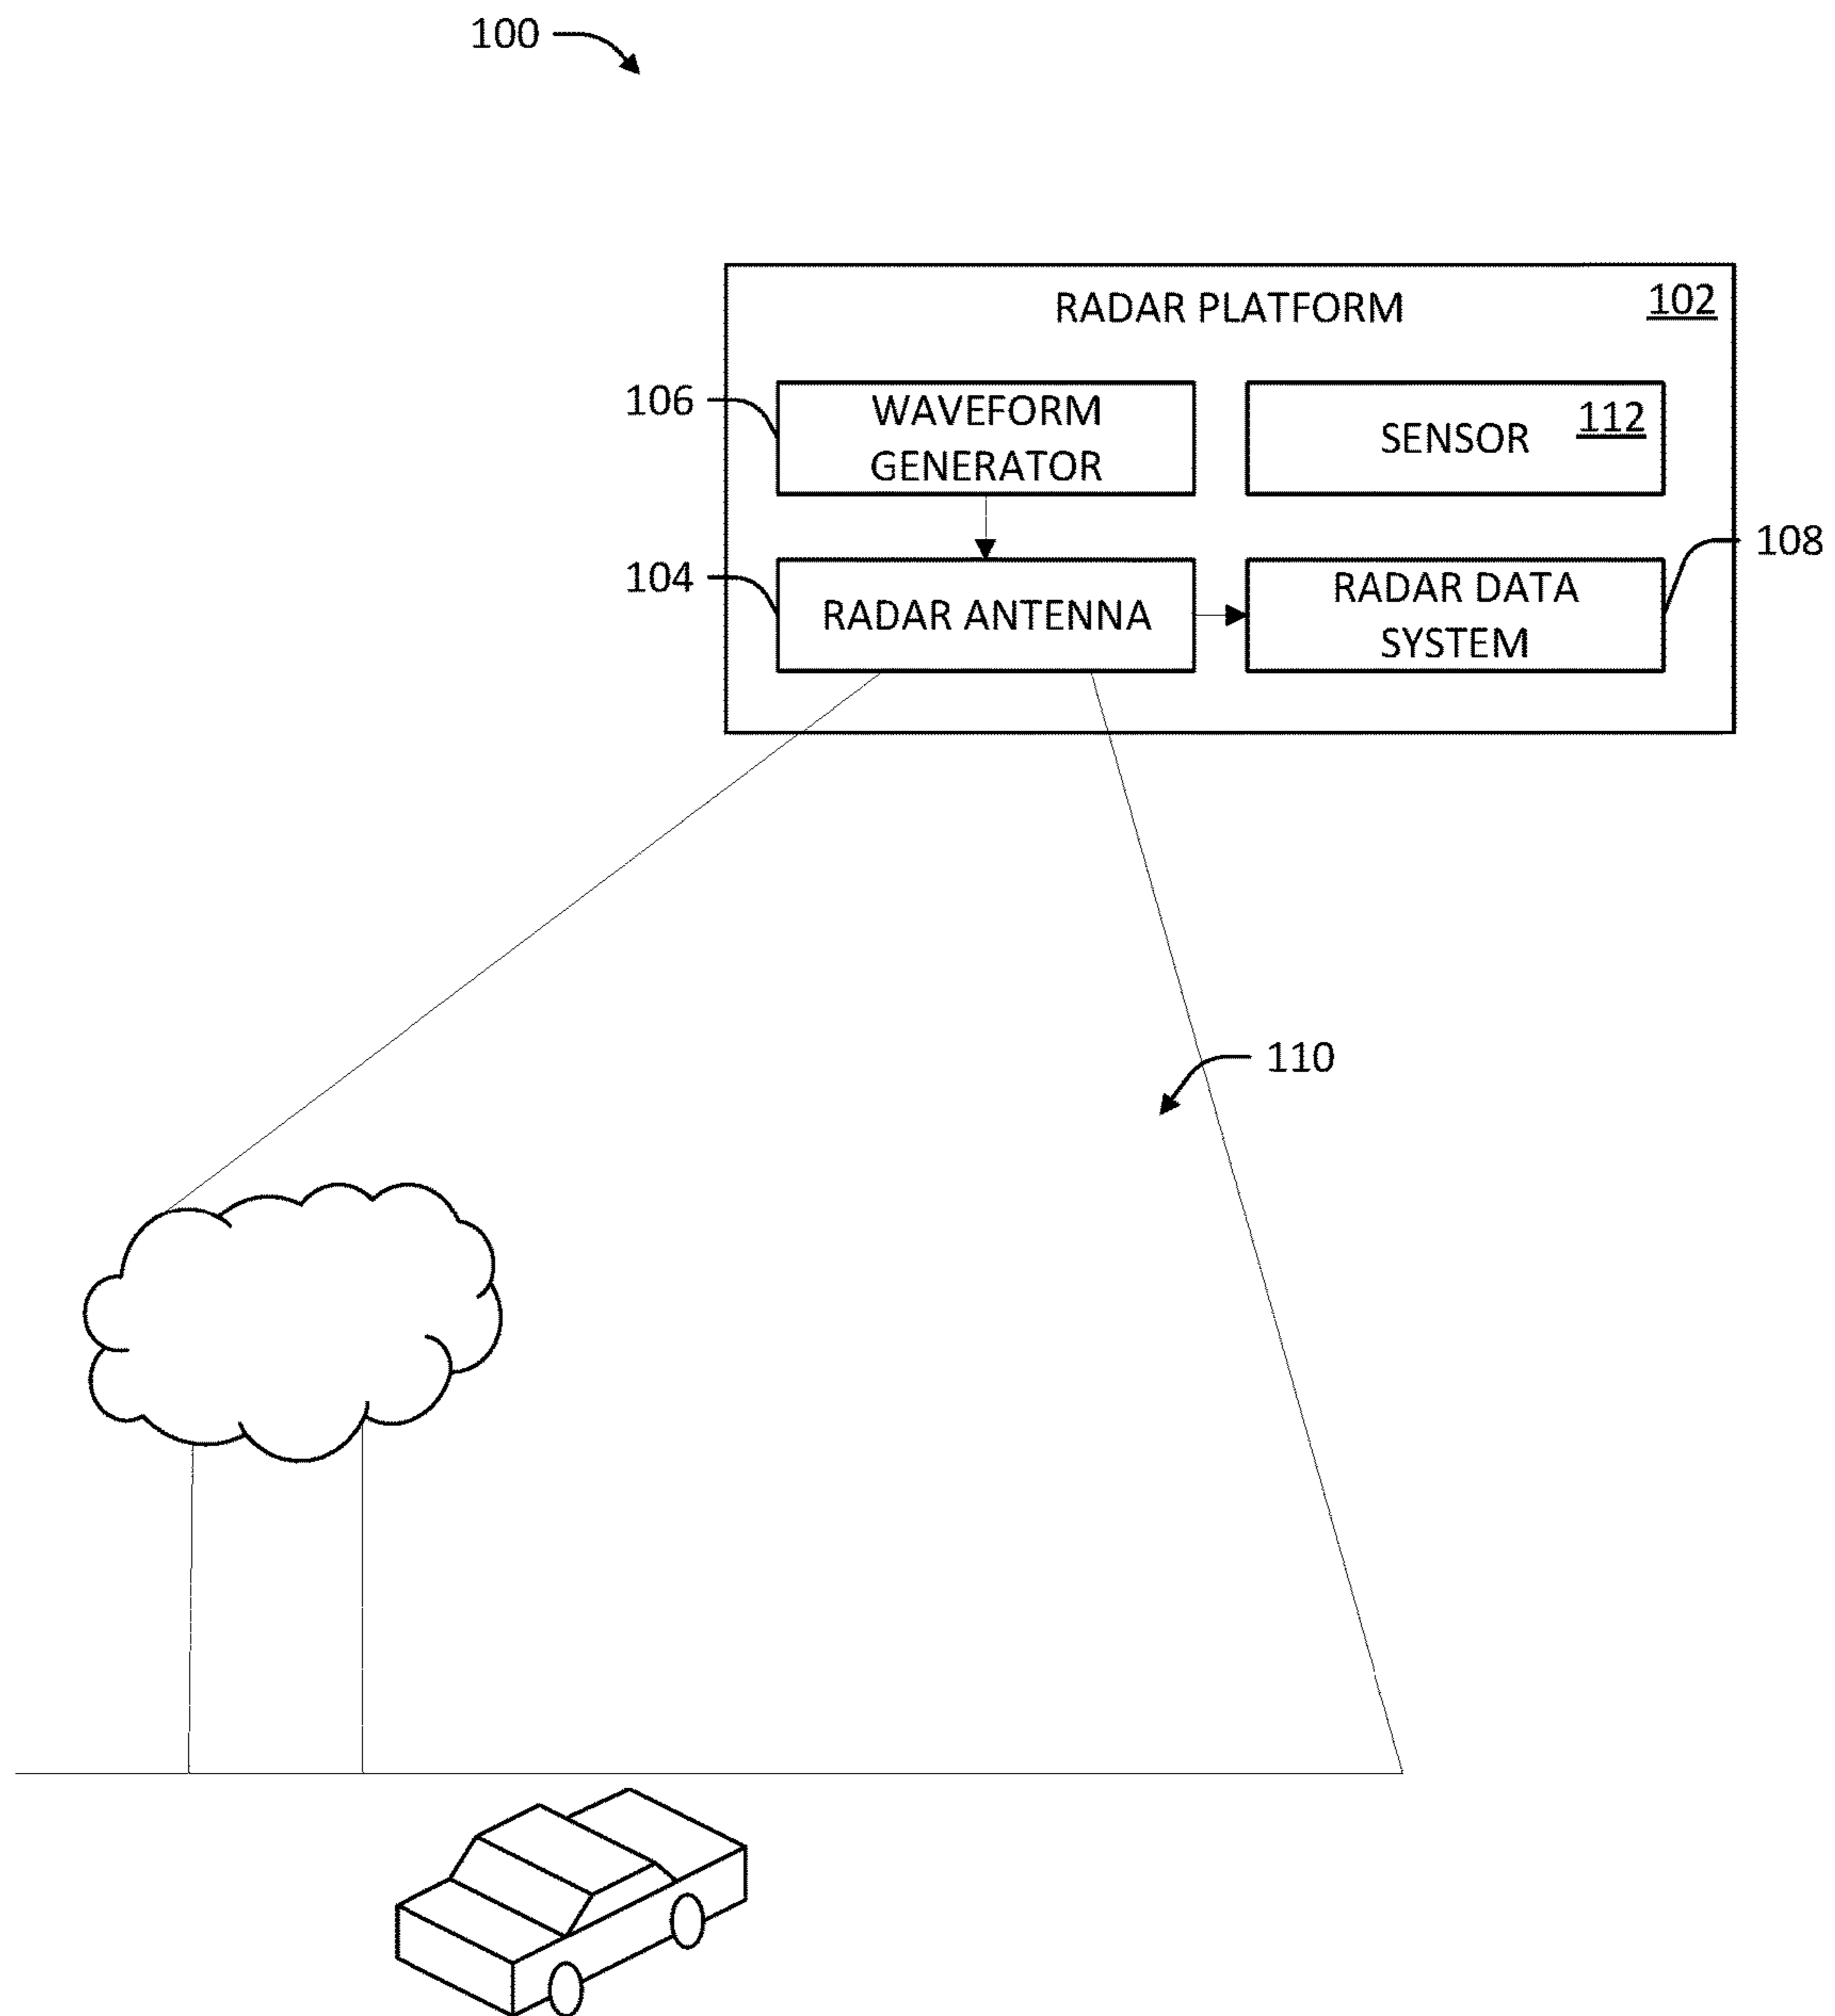 100
RADAR PLATFORM 102
106 WAVEFORM
GENERATOR
SENSOR 112
104 RADAR ANTENNA
RADAR DATA
SYSTEM
108
110